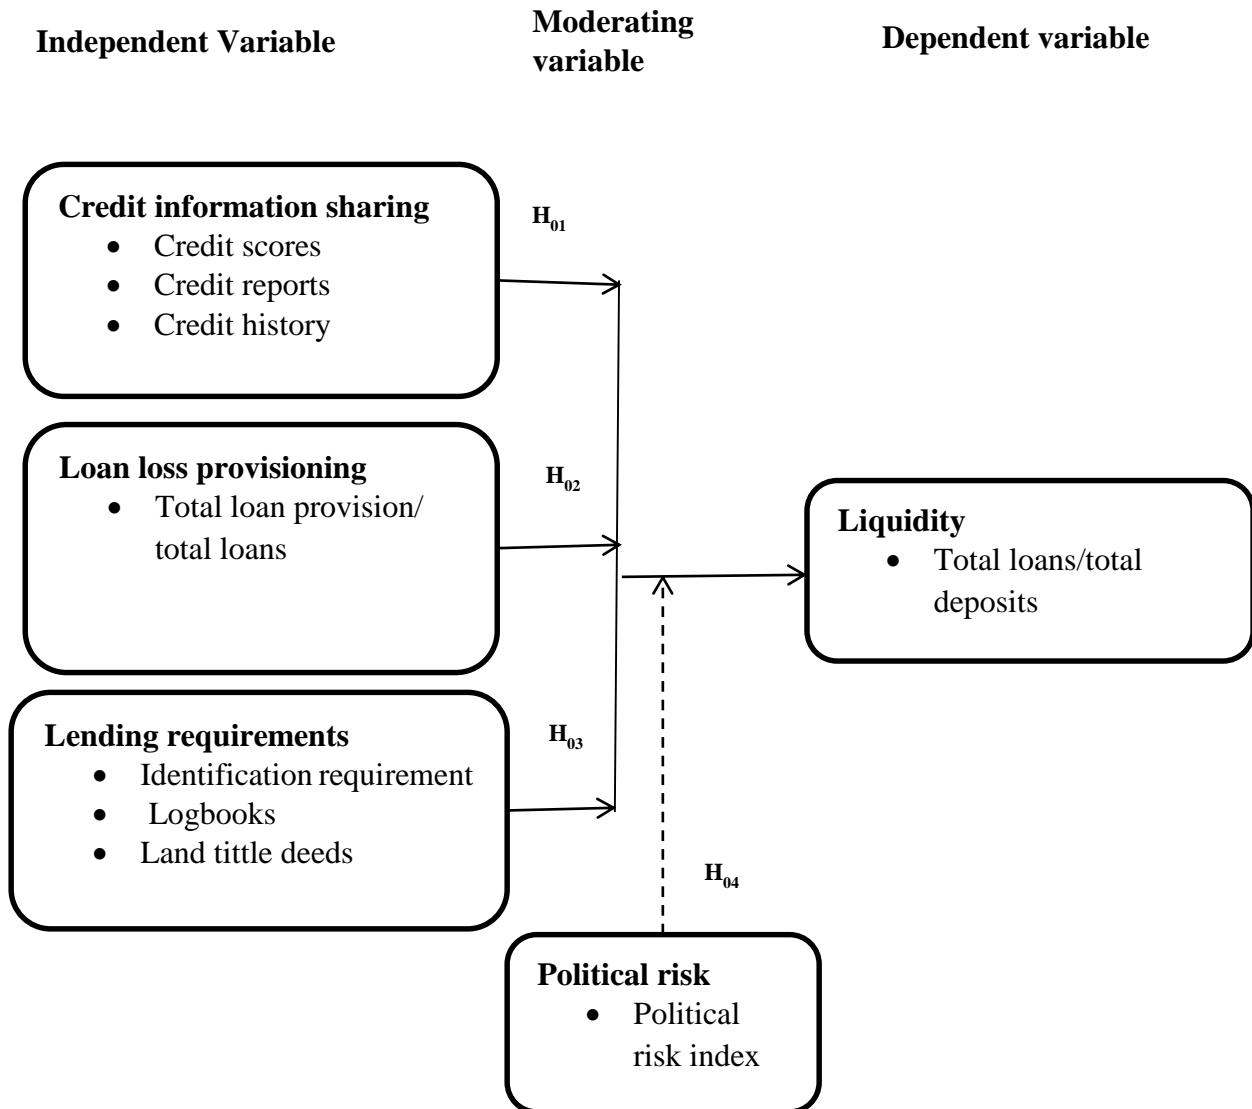 Independent Variable
Moderating
variable
Dependent variable
Credit information sharing
• Credit scores
• Credit reports
• Credit history
H01
Loan loss provisioning
• Total loan provision/
total loans
H02
Liquidity
• Total loans/total
deposits
Lending requirements
• Identification requirement
• Logbooks
• Land tittle deeds
H03
H04
Political risk
• Political
risk index